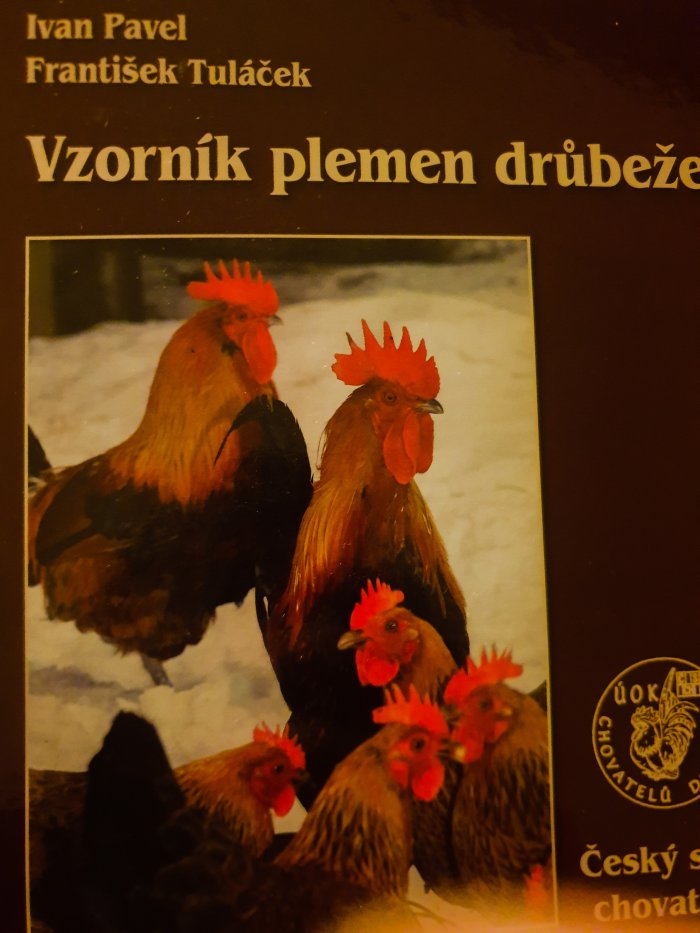 Ivan Pavel
František Tuláček
Vzorník plemen drůbeže
ÚOK
CHOVATELŮ D
Český s
chovat